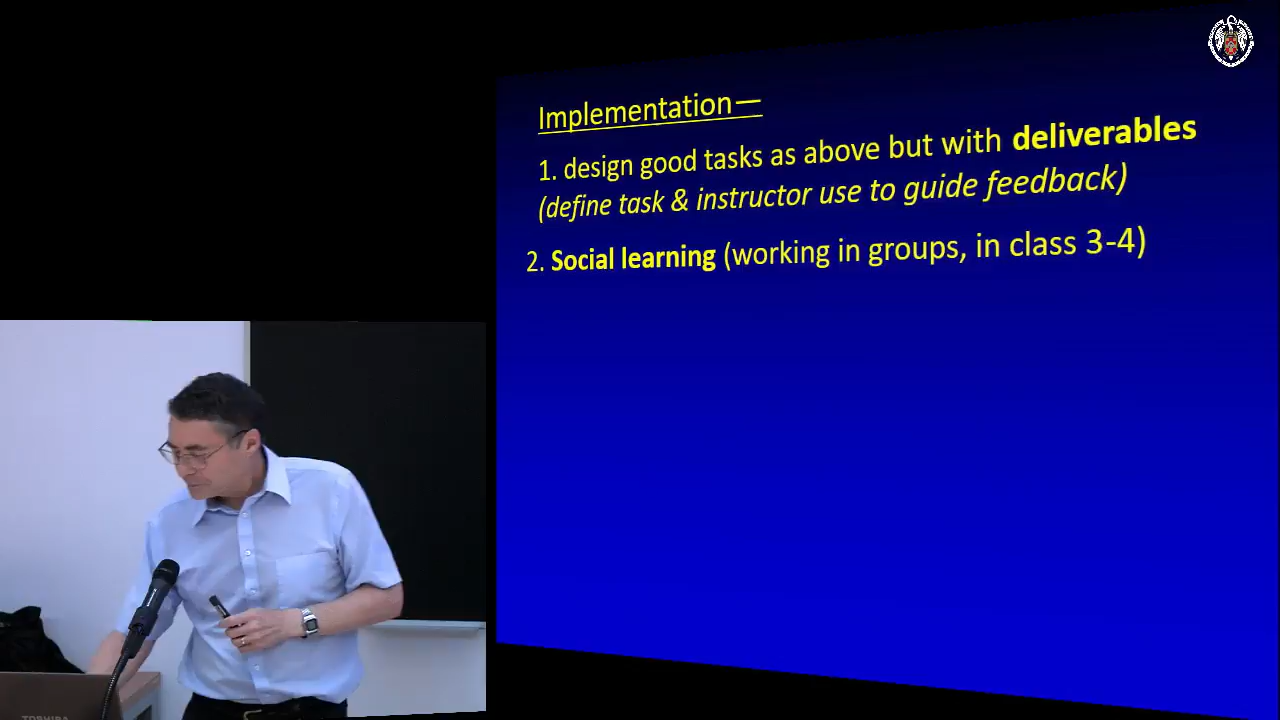 Implementation—
1. design good tasks as above but with deliverables
(define task & instructor use to guide feedback)
2. Social learning (working in groups, in class 3-4)
TOSHIBA